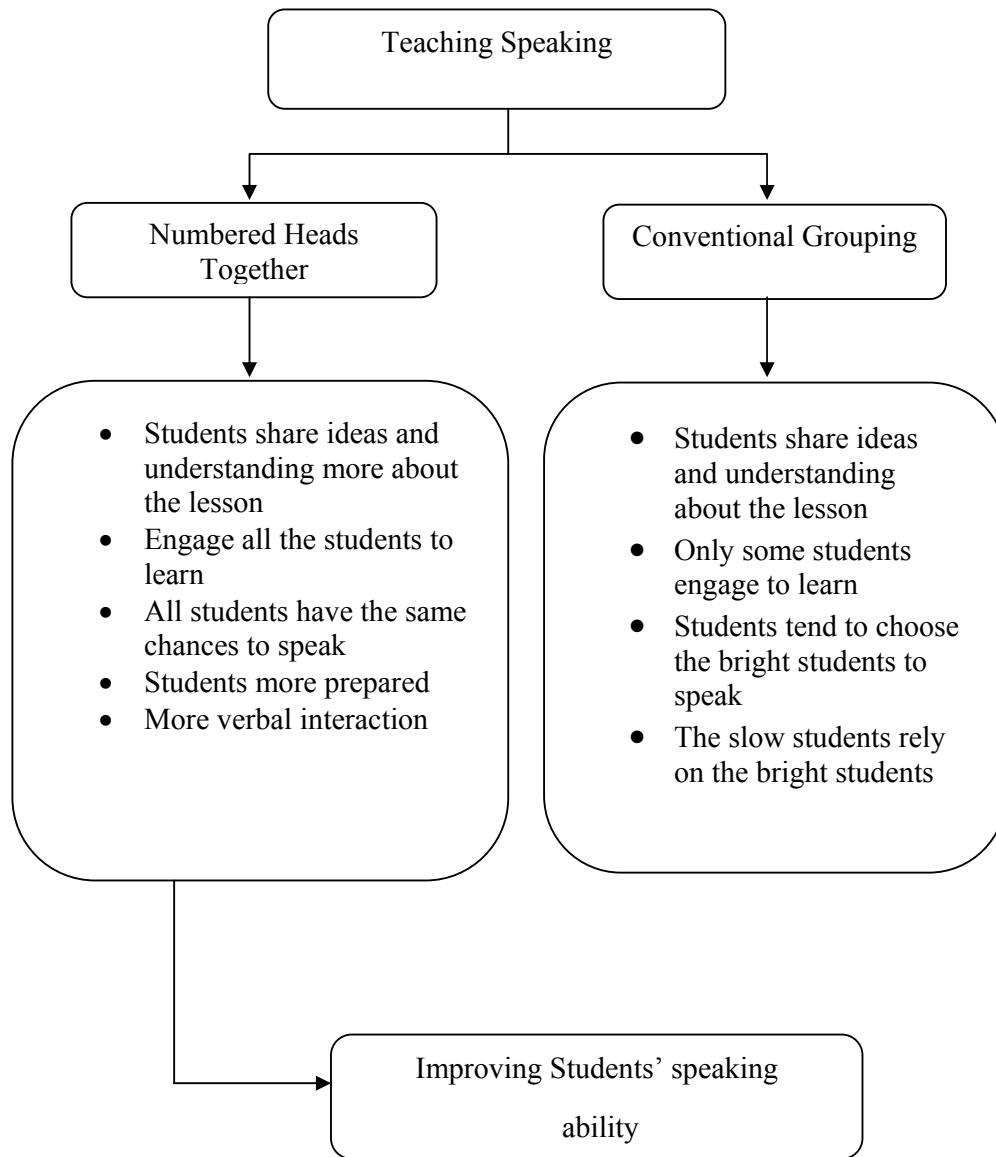 Teaching Speaking
Numbered Heads
Together
Conventional Grouping
• Students share ideas and
understanding more about
the lesson
• Engage all the students to
learn
• All students have the same
chances to speak
• Students more prepared
• More verbal interaction
• Students share ideas
and understanding
about the lesson
• Only some students
engage to learn
• Students tend to choose
the bright students to
speak
• The slow students rely
on the bright students
Improving Students’ speaking
ability